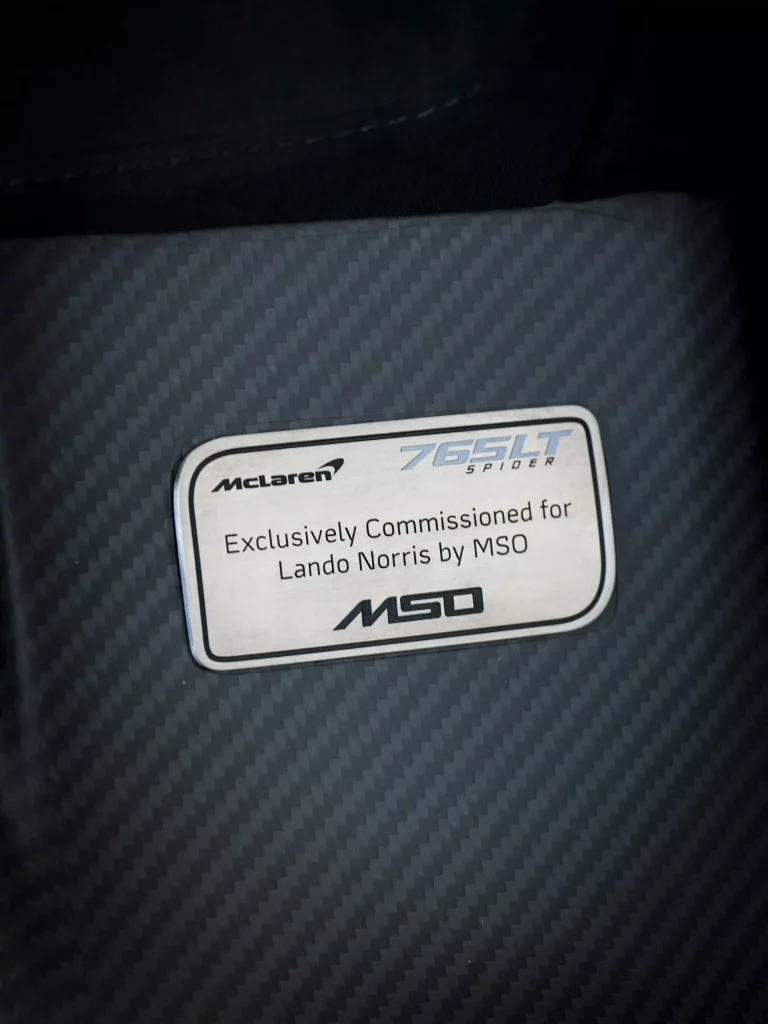 McLaren
765LT
SPIDER
Exclusively Commissioned for
Lando Norris by MSO
MSO